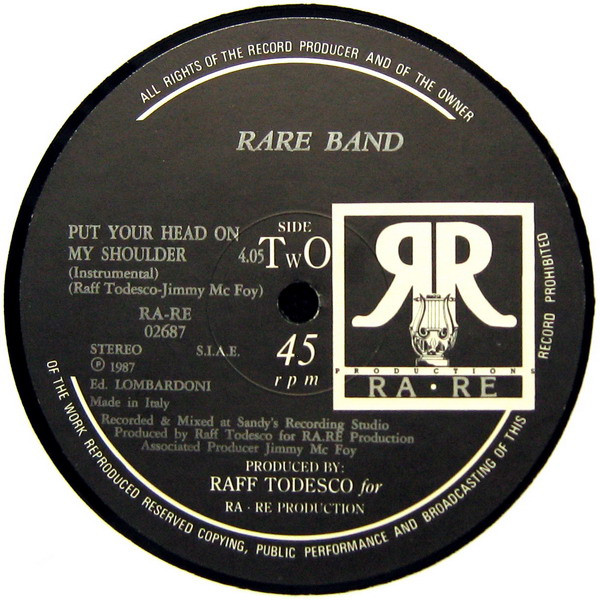 ALL RIGHTS OF THE RECORD PRODUCER AND OF THE OWNER
RARE BAND
PUT YOUR HEAD ON
MY SHOULDER 4.05
(Instrumental)
(Raff Todesco-Jimmy Mc Foy)
RA-RE
02687
STEREO S.I.A.E.
Ⓟ 1987
Ed. LOMBARDONI
Made in Italy
SIDE
TwO
45
rpm
RR
PRODUCTIONS
RA·RE
Recorded & Mixed at Sandy's Recording Studio
Produced by Raff Todesco for RA.RE Production
Associated Producer Jimmy Mc Foy
PRODUCED BY:
RAFF TODESCO for
RA·RE PRODUCTION
OF THE WORK REPRODUCED RESERVED COPYING, PUBLIC PERFORMANCE AND BROADCASTING OF THIS
RECORD PROHIBITED